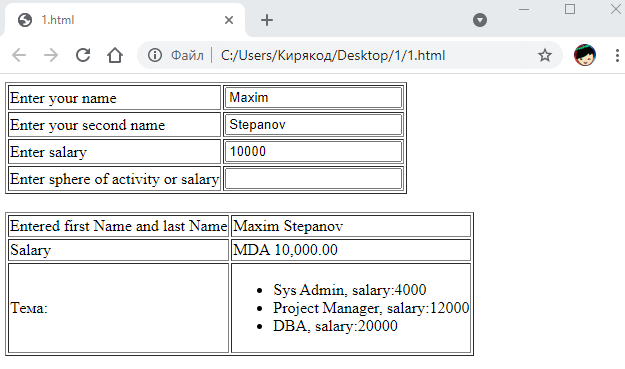 1.html
Файл C:/Users/Кирякод/Desktop/1/1.html
Enter your name Maxim
Enter your second name Stepanov
Enter salary 10000
Enter sphere of activity or salary
Entered first Name and last Name Maxim Stepanov
Salary MDA 10,000.00
Тема:
Sys Admin, salary:4000
Project Manager, salary:12000
DBA, salary:20000